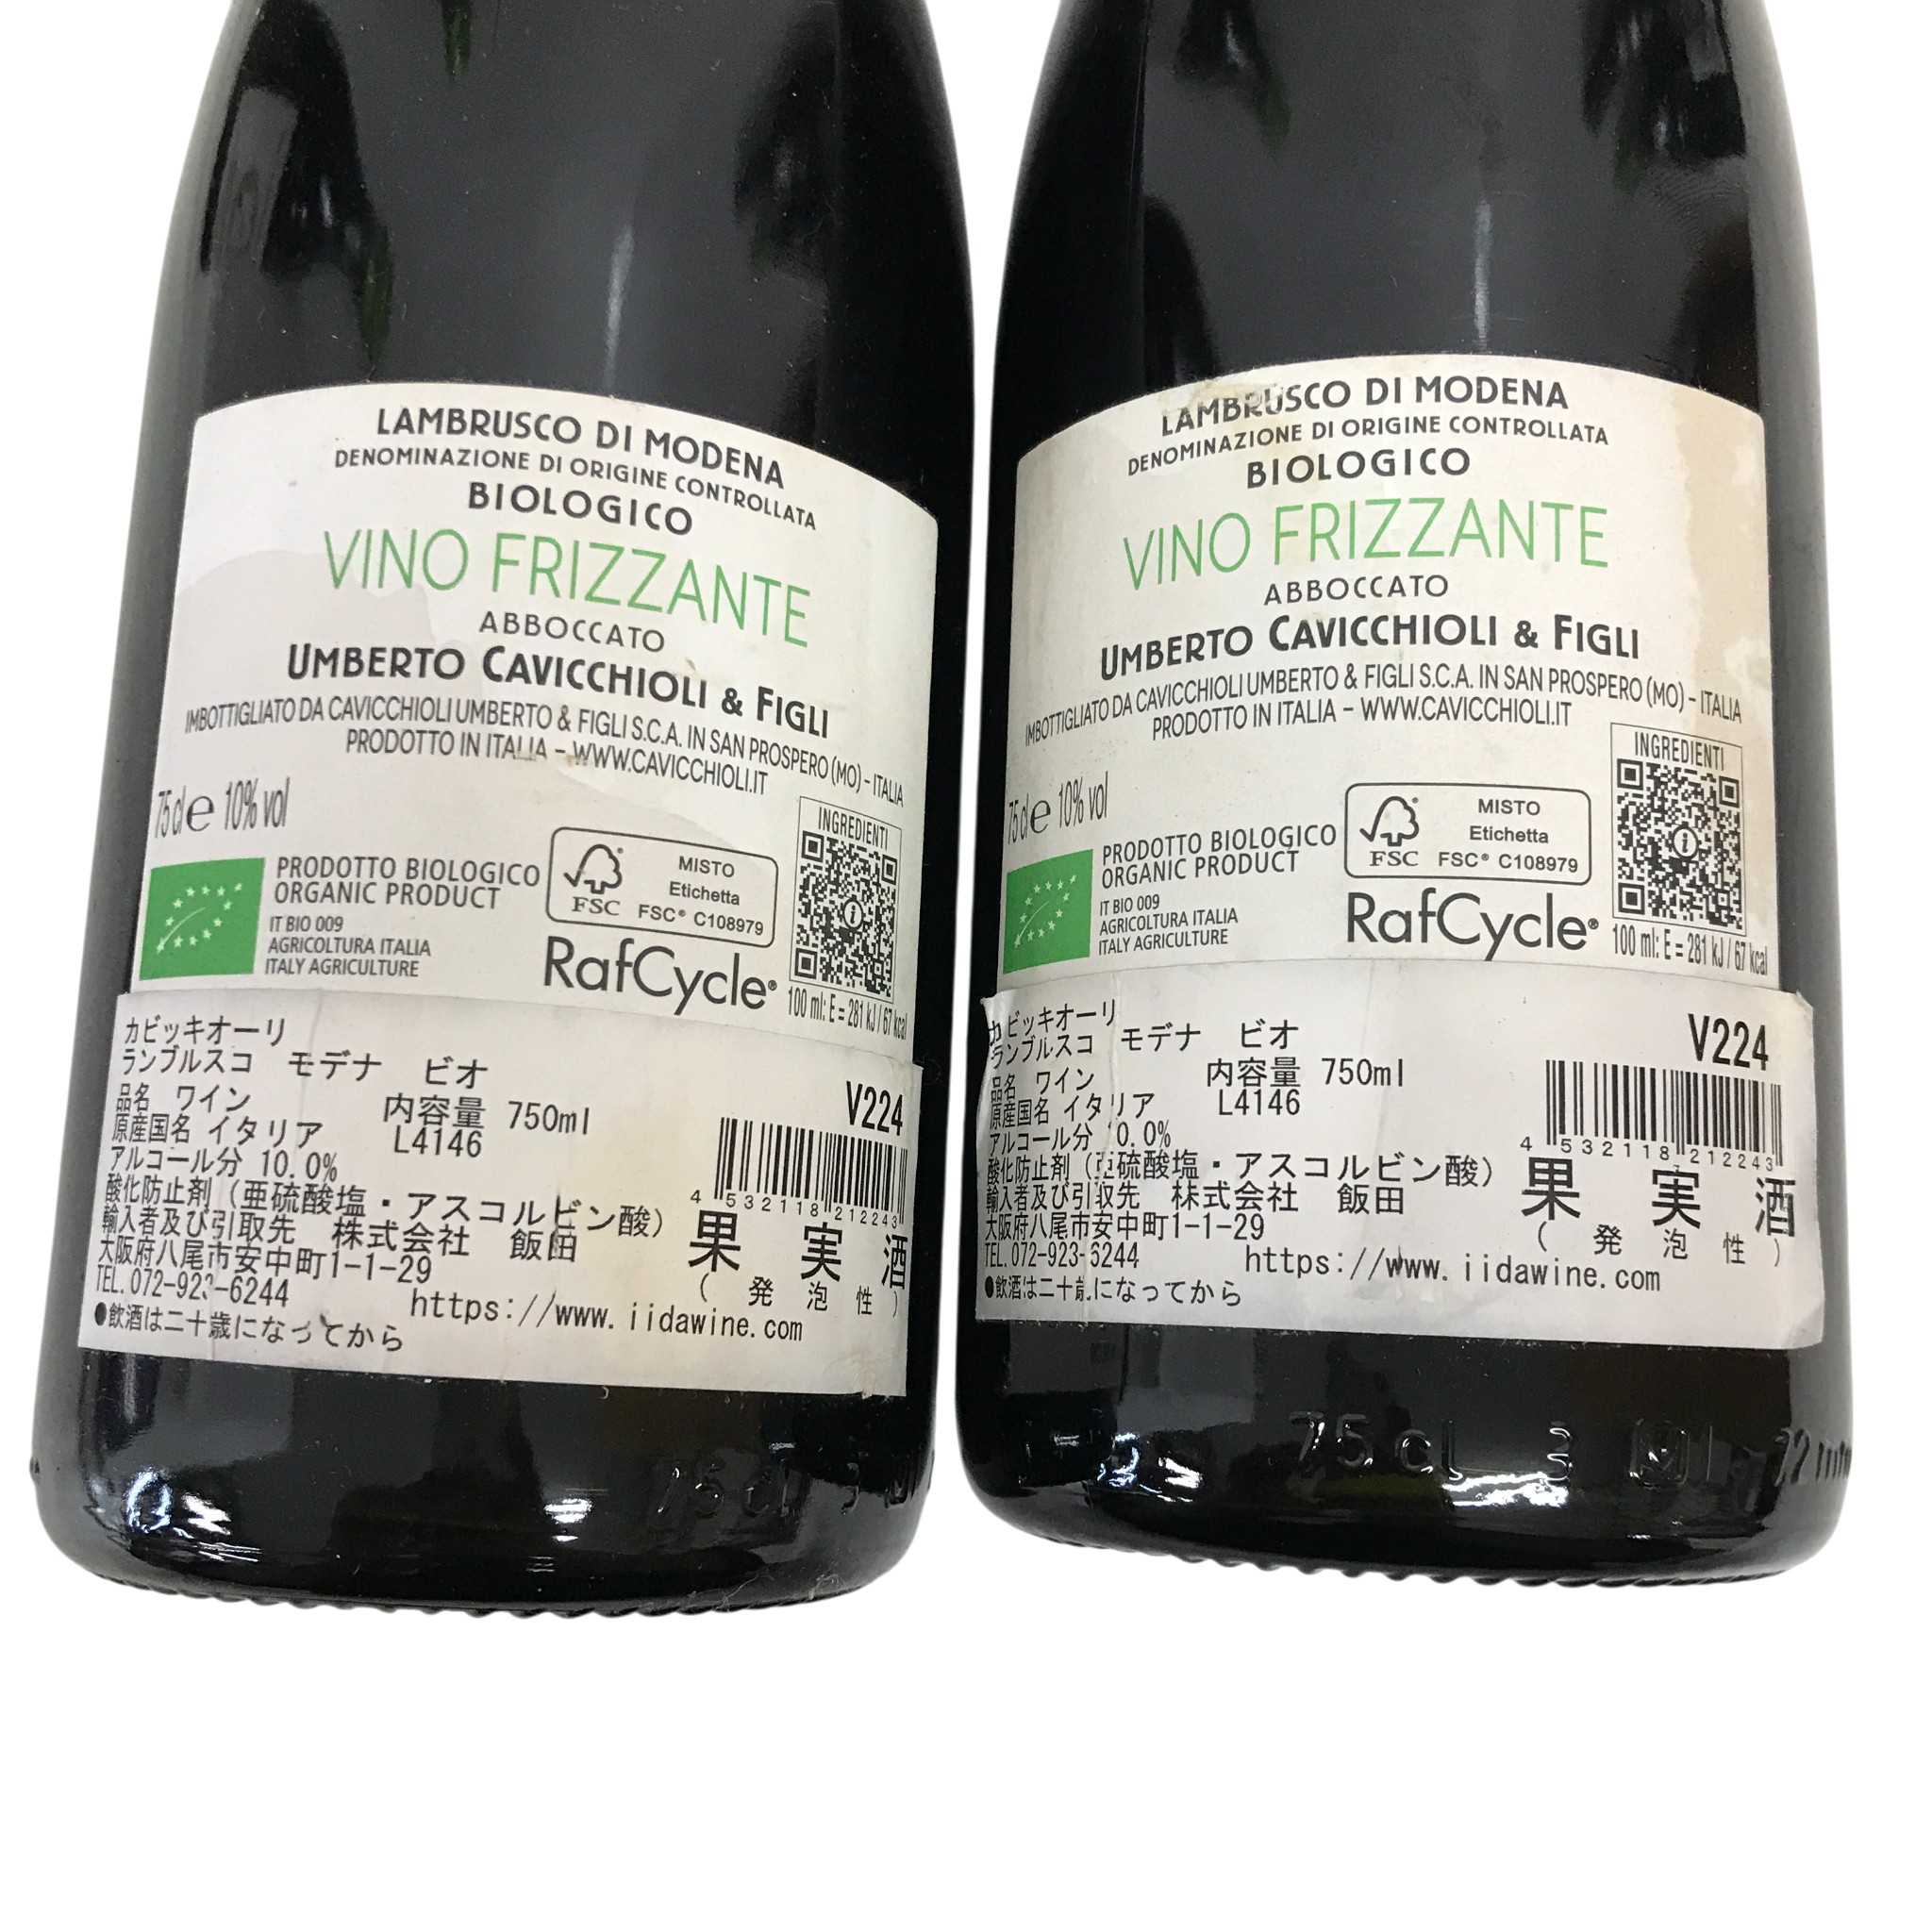 LAMBRUSCO DI MODENA
DENOMINAZIONE DI ORIGINE CONTROLLATA
BIOLOGICO
VINO FRIZZANTE
ABBOCCATO
UMBERTO CAVICCHIOLI & FIGLI
IMBOTTIGLIATO DA CAVICCHIOLI UMBERTO & FIGLI S.C.A. IN SAN PROSPERO (MO) – ITALIA
PRODOTTO IN ITALIA – WWW.CAVICCHIOLI.IT
75 cl e 10% vol
INGREDIENTI
PRODOTTO BIOLOGICO
ORGANIC PRODUCT
IT BIO 009
AGRICOLTURA ITALIA
ITALY AGRICULTURE
MISTO
Etichetta
FSC FSC® C108979
RafCycle®
100 ml: E = 281 kJ / 67 kcal
カビッキオーリ
ランブルスコ モデナ ビオ
品名 ワイン 内容量 750ml
原産国名 イタリア L4146
アルコール分 10.0%
酸化防止剤（亜硫酸塩・アスコルビン酸）
輸入者及び引取先 株式会社 飯田
大阪府八尾市安中町1-1-29
TEL.072-923-6244
https://www.iidawine.com
●飲酒は二十歳になってから
V224
4 532118 212243
果実酒
（発泡性）
75 cl 3
LAMBRUSCO DI MODENA
DENOMINAZIONE DI ORIGINE CONTROLLATA
BIOLOGICO
VINO FRIZZANTE
ABBOCCATO
UMBERTO CAVICCHIOLI & FIGLI
IMBOTTIGLIATO DA CAVICCHIOLI UMBERTO & FIGLI S.C.A. IN SAN PROSPERO (MO) – ITALIA
PRODOTTO IN ITALIA – WWW.CAVICCHIOLI.IT
75 cl e 10% vol
INGREDIENTI
PRODOTTO BIOLOGICO
ORGANIC PRODUCT
IT BIO 009
AGRICOLTURA ITALIA
ITALY AGRICULTURE
MISTO
Etichetta
FSC FSC® C108979
RafCycle®
100 ml: E = 281 kJ / 67 kcal
カビッキオーリ
ランブルスコ モデナ ビオ
品名 ワイン 内容量 750ml
原産国名 イタリア L4146
アルコール分 10.0%
酸化防止剤（亜硫酸塩・アスコルビン酸）
輸入者及び引取先 株式会社 飯田
大阪府八尾市安中町1-1-29
TEL.072-923-6244
https://www.iidawine.com
●飲酒は二十歳になってから
V224
4 532118 212243
果実酒
（発泡性）
75 cl 3